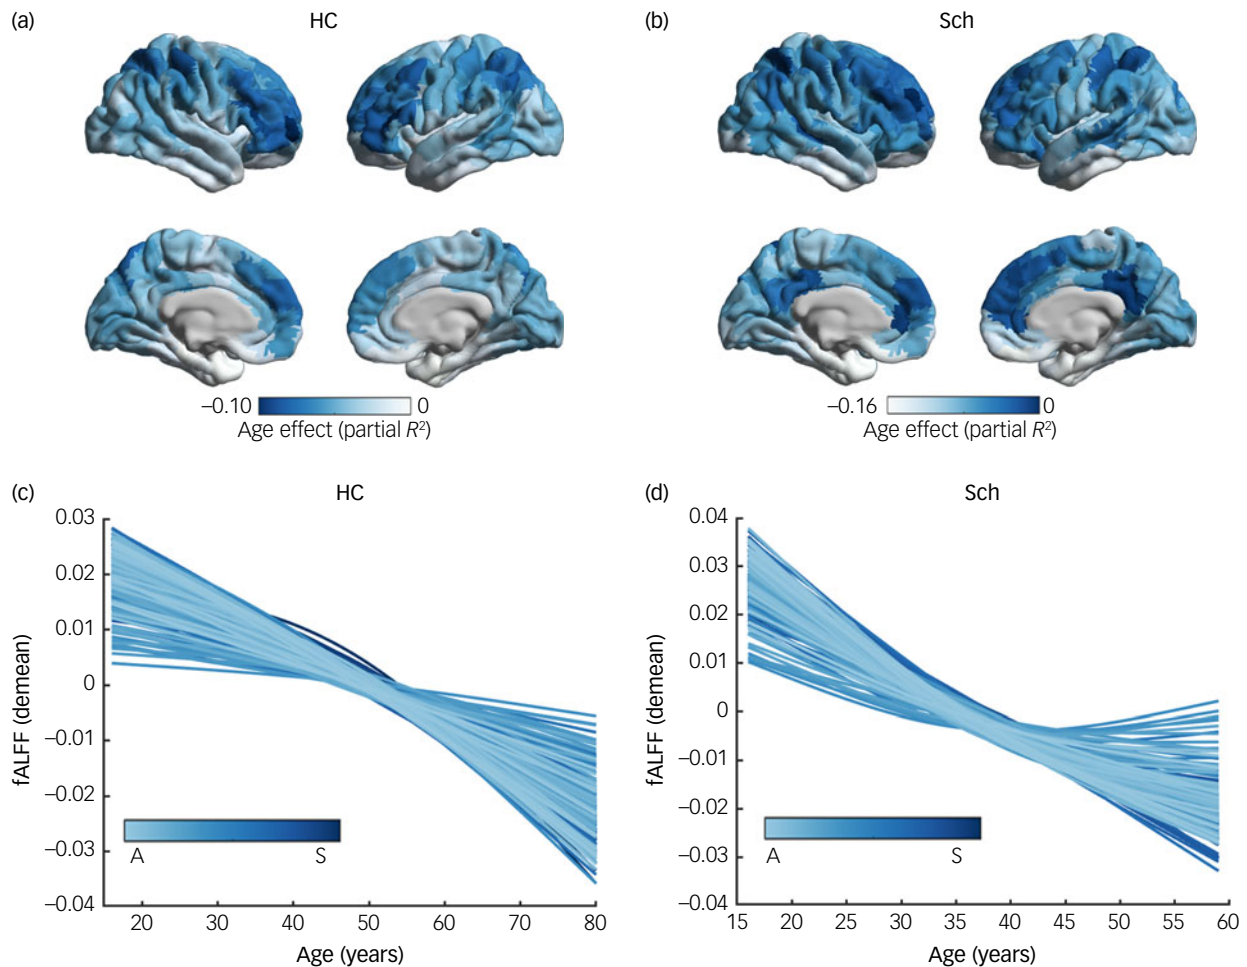 (a) HC
(b) Sch
−0.10 0
Age effect (partial R²)
−0.16 0
Age effect (partial R²)
(c) HC
0.03
0.02
0.01
0
−0.01
−0.02
−0.03
−0.04
fALFF (demean)
A S
20 30 40 50 60 70 80
Age (years)
(d) Sch
0.04
0.03
0.02
0.01
0
−0.01
−0.02
−0.03
−0.04
fALFF (demean)
A S
15 20 25 30 35 40 45 50 55 60
Age (years)